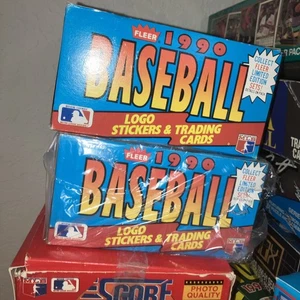 FLEER
1990
BASEBALL
COLLECT
FLEER
LIMITED
EDITION
SETS!
LOGO
STICKERS & TRADING
CARDS
FLEER
1990
BASEBALL
COLLECT
FLEER
LIMITED
EDITION
LOGO
STICKERS & TRADING
CARDS
SCORE
PHOTO
QUALITY